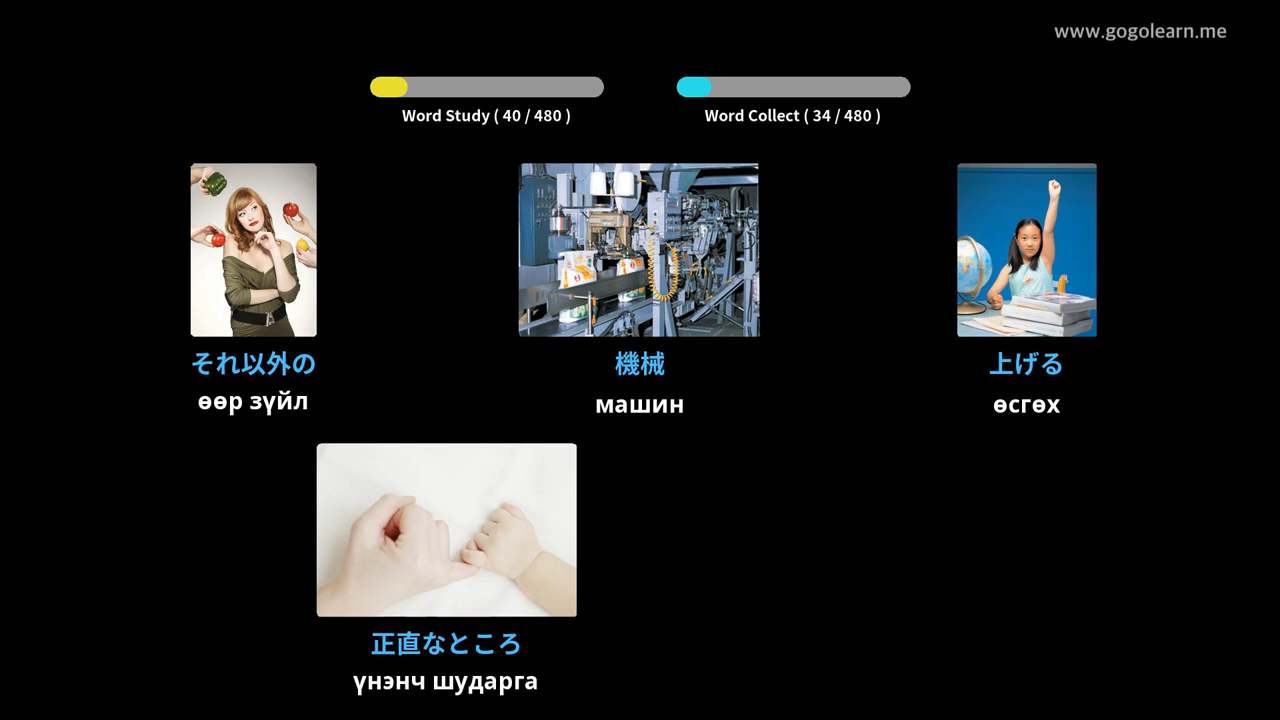 www.gogolearn.me
Word Study ( 40 / 480 )
Word Collect ( 34 / 480 )
それ以外の
өөр зүйл
機械
машин
上げる
өсгөх
正直なところ
үнэнч шударга